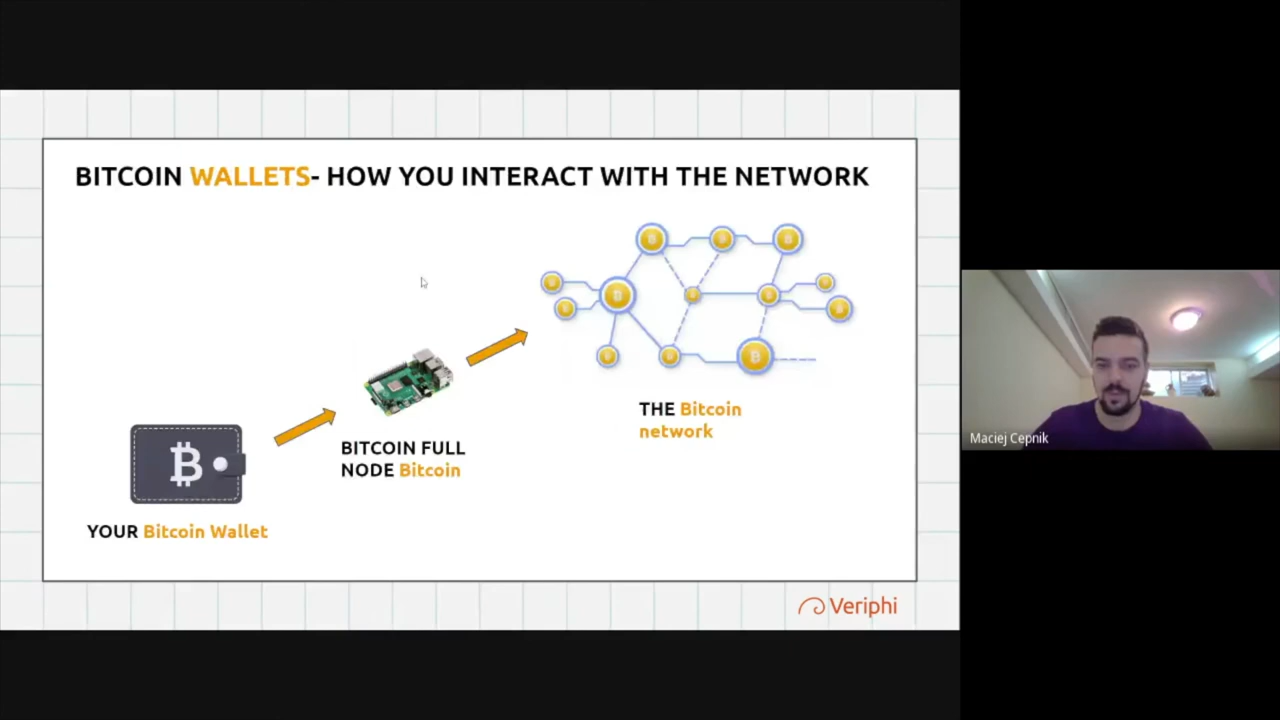 BITCOIN WALLETS- HOW YOU INTERACT WITH THE NETWORK
THE Bitcoin
network
BITCOIN FULL
NODE Bitcoin
YOUR Bitcoin Wallet
Veriphi
Maciej Cepnik